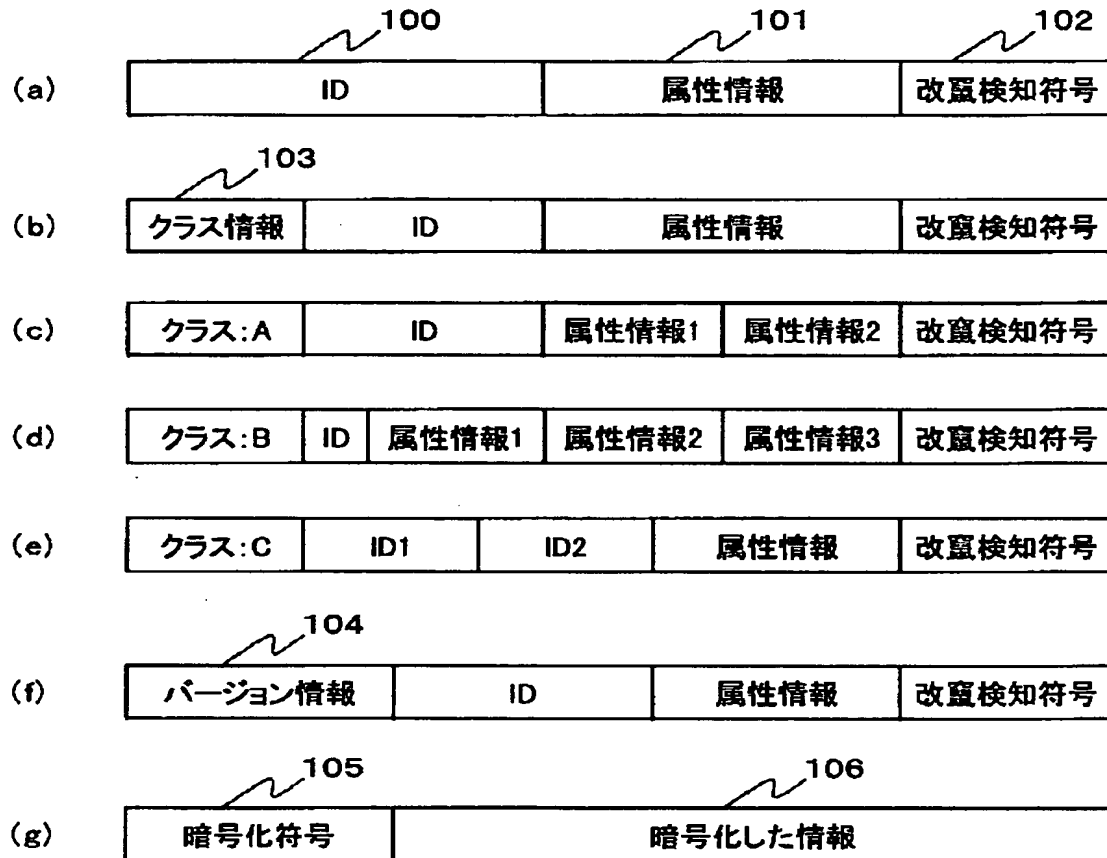 100 101 102
(a) ID 属性情報 改竄検知符号
103
(b) クラス情報 ID 属性情報 改竄検知符号
(c) クラス:A ID 属性情報1 属性情報2 改竄検知符号
(d) クラス:B ID 属性情報1 属性情報2 属性情報3 改竄検知符号
(e) クラス:C ID1 ID2 属性情報 改竄検知符号
104
(f) バージョン情報 ID 属性情報 改竄検知符号
105 106
(g) 暗号化符号 暗号化した情報